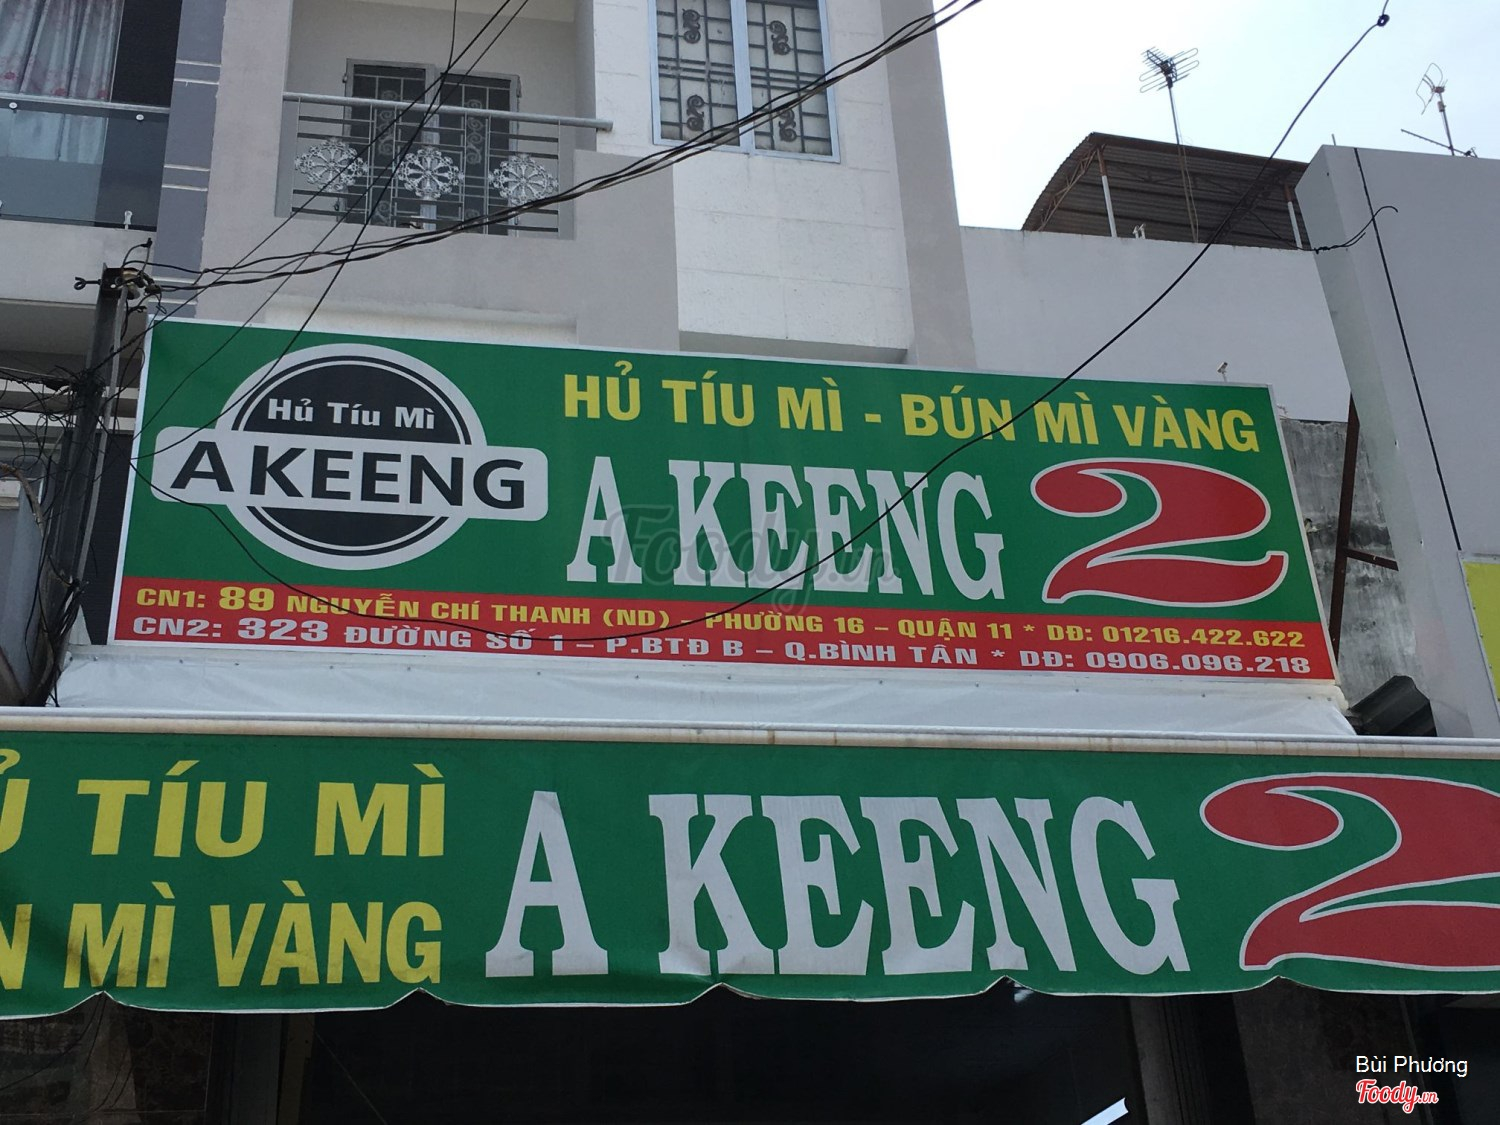 HỦ TÍU MÌ - BÚN MÌ VÀNG
Hủ Tíu Mì
A KEENG
A KEENG 2
CN1: 89 NGUYỄN CHÍ THANH (ND) - PHƯỜNG 16 - QUẬN 11 * DĐ: 01216.422.622
CN2: 323 ĐƯỜNG SỐ 1 - P.BTĐ B - Q.BÌNH TÂN * DĐ: 0906.096.218
TÍU MÌ
MÌ VÀNG
A KEENG 2
Foody.vn
Bùi Phương
Foody.vn